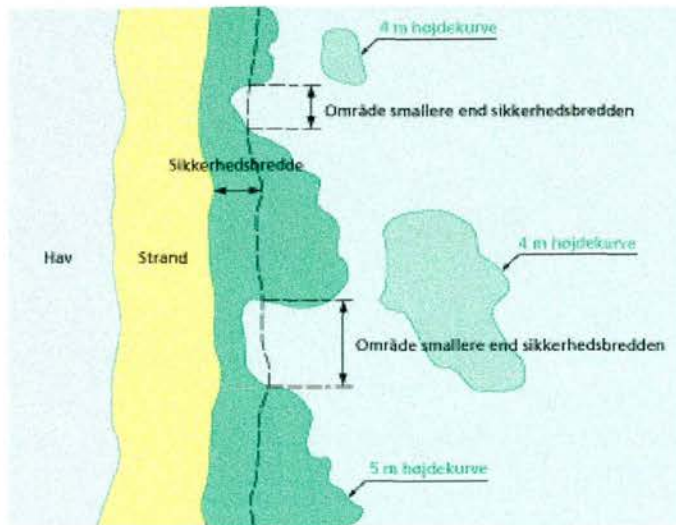 4 m højdekurve
Område smallere end sikkerhedsbredden
Sikkerhedsbredde
4 m højdekurve
Hav
Strand
Område smallere end sikkerhedsbredden
5 m højdekurve